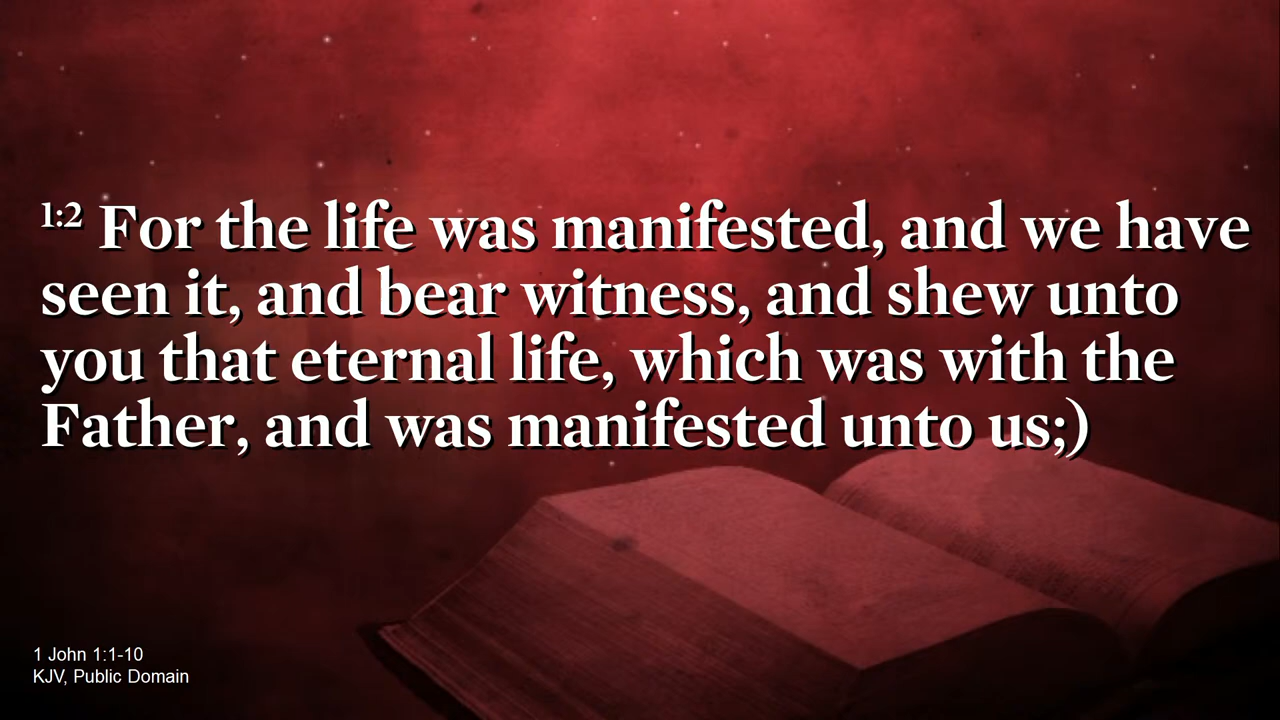 1:2 For the life was manifested, and we have
seen it, and bear witness, and shew unto
you that eternal life, which was with the
Father, and was manifested unto us;)
1 John 1:1-10
KJV, Public Domain